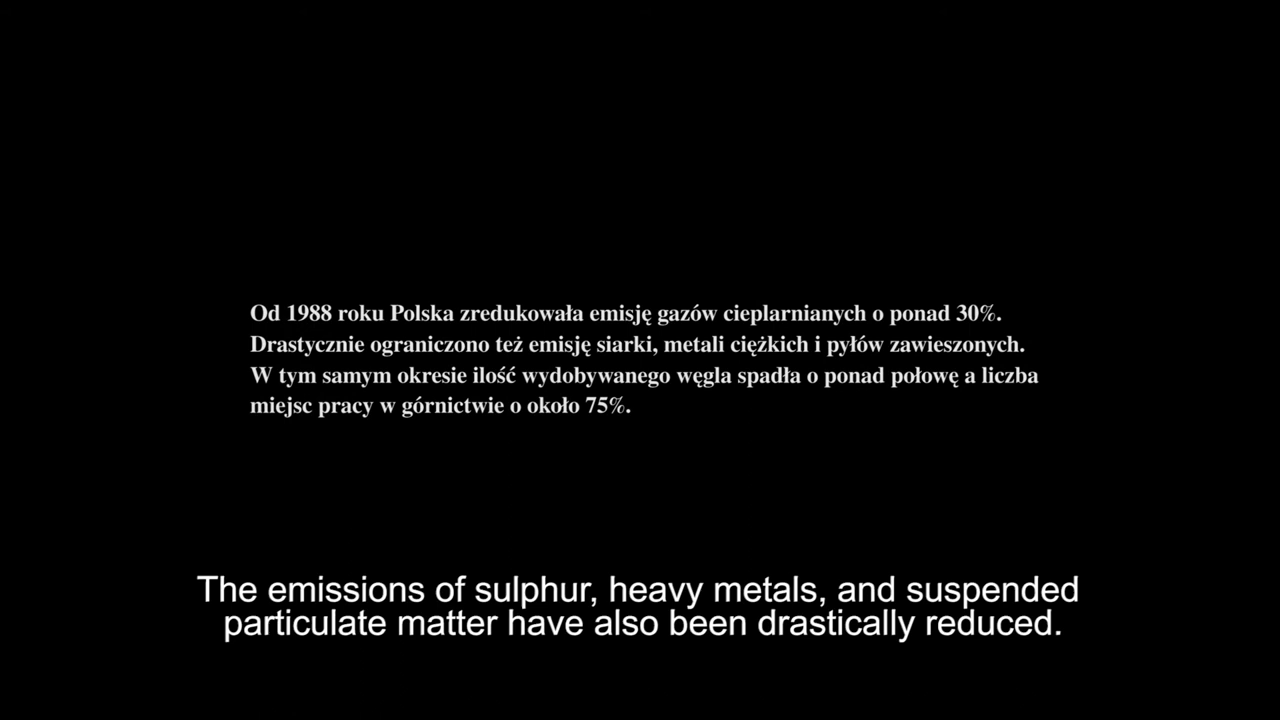 Od 1988 roku Polska zredukowała emisję gazów cieplarnianych o ponad 30%.
Drastycznie ograniczono też emisję siarki, metali ciężkich i pyłów zawieszonych.
W tym samym okresie ilość wydobywanego węgla spadła o ponad połowę a liczba
miejsc pracy w górnictwie o około 75%.
The emissions of sulphur, heavy metals, and suspended
particulate matter have also been drastically reduced.